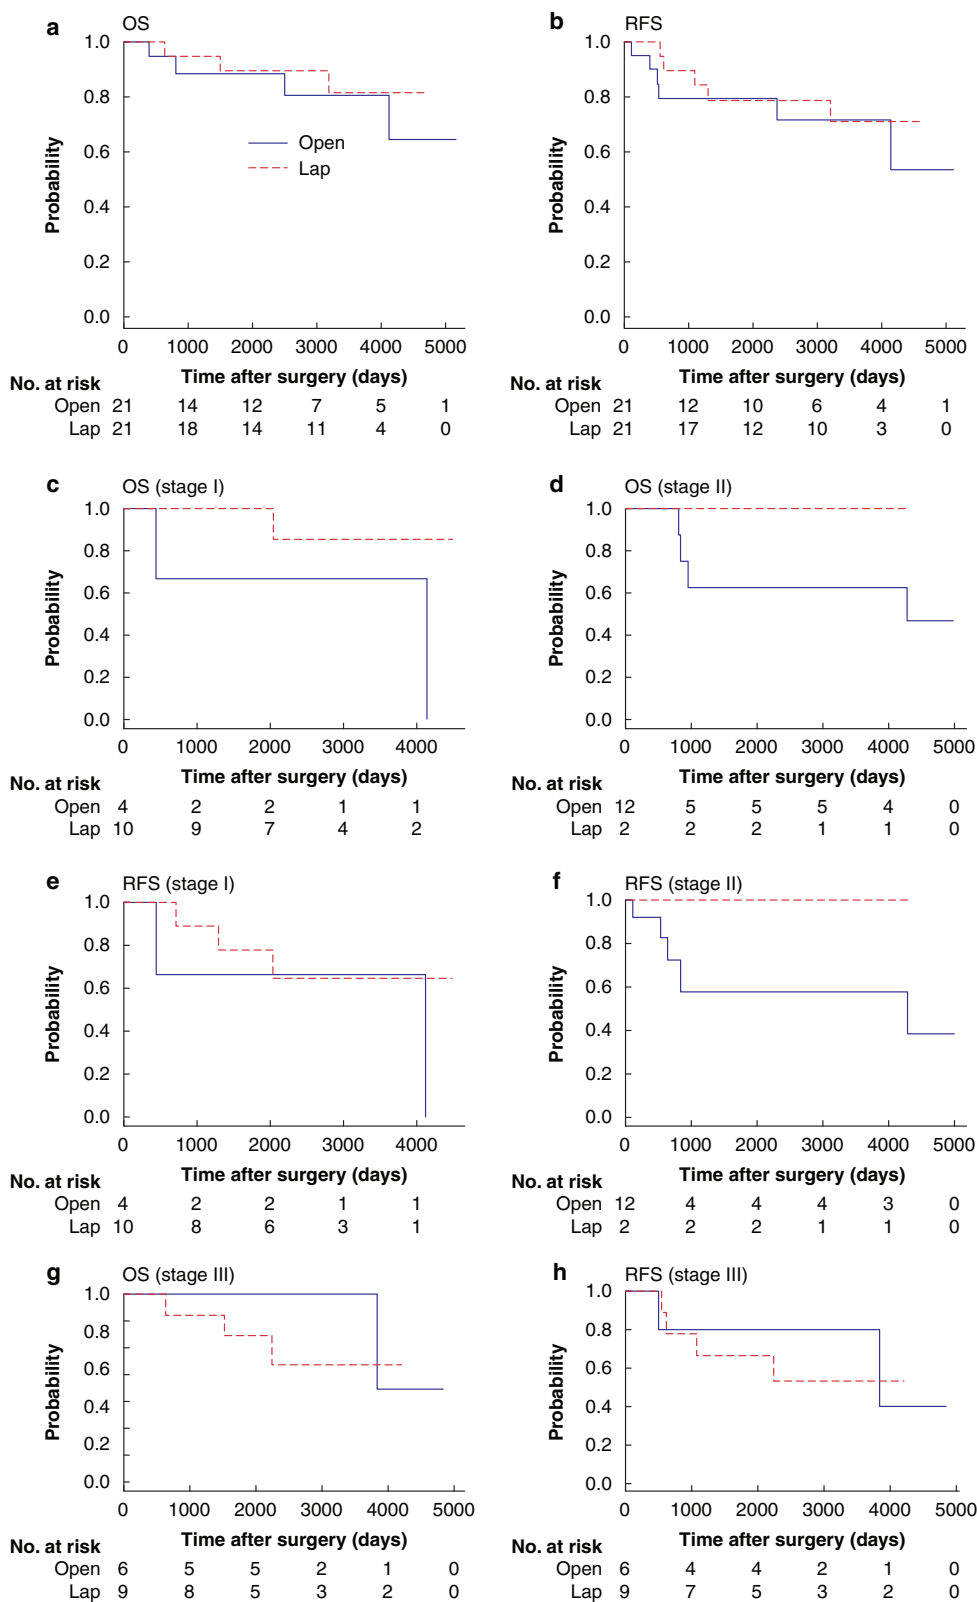 a OS
1.0
0.8
0.6
0.4
0.2
0.0
Probability
Open
Lap
0 1000 2000 3000 4000 5000
Time after surgery (days)
No. at risk
Open 21 14 12 7 5 1
Lap 21 18 14 11 4 0
b RFS
1.0
0.8
0.6
0.4
0.2
0.0
Probability
0 1000 2000 3000 4000 5000
Time after surgery (days)
No. at risk
Open 21 12 10 6 4 1
Lap 21 17 12 10 3 0
c OS (stage I)
1.0
0.8
0.6
0.4
0.2
0.0
Probability
0 1000 2000 3000 4000
Time after surgery (days)
No. at risk
Open 4 2 2 1 1
Lap 10 9 7 4 2
d OS (stage II)
1.0
0.8
0.6
0.4
0.2
0.0
Probability
0 1000 2000 3000 4000 5000
Time after surgery (days)
No. at risk
Open 12 5 5 5 4 0
Lap 2 2 2 1 1 0
e RFS (stage I)
1.0
0.8
0.6
0.4
0.2
0.0
Probability
0 1000 2000 3000 4000
Time after surgery (days)
No. at risk
Open 4 2 2 1 1
Lap 10 8 6 3 1
f RFS (stage II)
1.0
0.8
0.6
0.4
0.2
0.0
Probability
0 1000 2000 3000 4000 5000
Time after surgery (days)
No. at risk
Open 12 4 4 4 3 0
Lap 2 2 2 1 1 0
g OS (stage III)
1.0
0.8
0.6
0.4
0.2
0.0
Probability
0 1000 2000 3000 4000 5000
Time after surgery (days)
No. at risk
Open 6 5 5 2 1 0
Lap 9 8 5 3 2 0
h RFS (stage III)
1.0
0.8
0.6
0.4
0.2
0.0
Probability
0 1000 2000 3000 4000 5000
Time after surgery (days)
No. at risk
Open 6 4 4 2 1 0
Lap 9 7 5 3 2 0